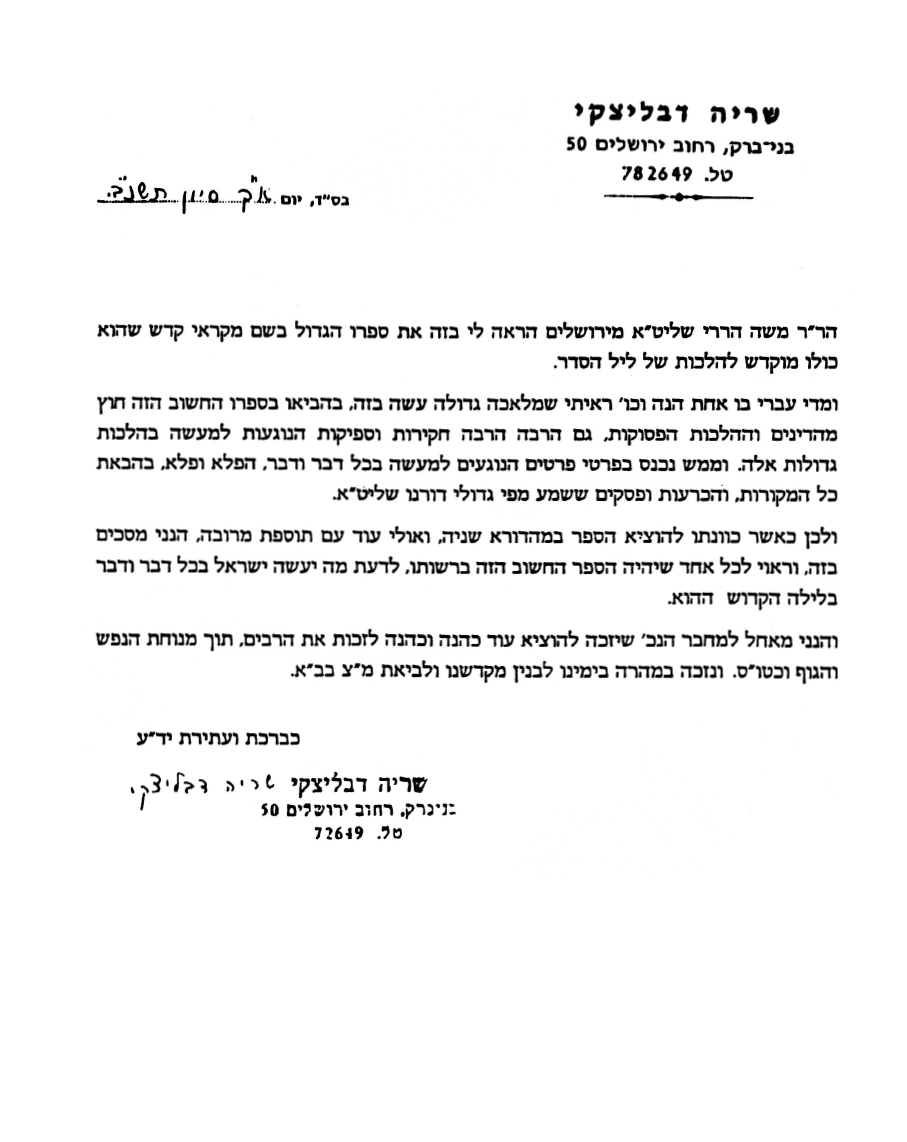 שריה דבליצקי
בני־ברק, רחוב ירושלים 50
טל. 782649
בס״ד, יום א"ך סיון תשנ"ב.
הר״ר משה הררי שליט״א מירושלים הראה לי בזה את ספרו הגדול בשם מקראי קדש שהוא
כולו מוקדש להלכות של ליל הסדר.
ומדי עברי בו אחת הנה וכו׳ ראיתי שמלאכה גדולה עשה בזה, בהביאו בספרו החשוב הזה חוץ
מהדינים וההלכות הפסוקות, גם הרבה הרבה חקירות וספיקות הנוגעות למעשה בהלכות
גדולות אלה. וממש נכנס בפרטי פרטים הנוגעים למעשה בכל דבר ודבר, הפלא ופלא, בהבאת
כל המקורות, והכרעות ופסקים ששמע מפי גדולי דורנו שליט״א.
ולכן כאשר כוונתו להוציא הספר במהדורא שניה, ואולי עוד עם תוספת מרובה, הנני מסכים
בזה, וראוי לכל אחד שיהיה הספר החשוב הזה ברשותו, לדעת מה יעשה ישראל בכל דבר ודבר
בלילה הקדוש ההוא.
והנני מאחל למחבר הנכ׳ שיזכה להוציא עוד כהנה וכהנה לזכות את הרבים, תוך מנוחת הנפש
והגוף וכטו״ס. ונזכה במהרה בימינו לבנין מקדשנו ולביאת מ״צ בב״א.
כברכת ועתירת יד״ע
שריה דבליצקי שריה דבליצקי.
בני־ברק, רחוב ירושלים 50
טל. 72649